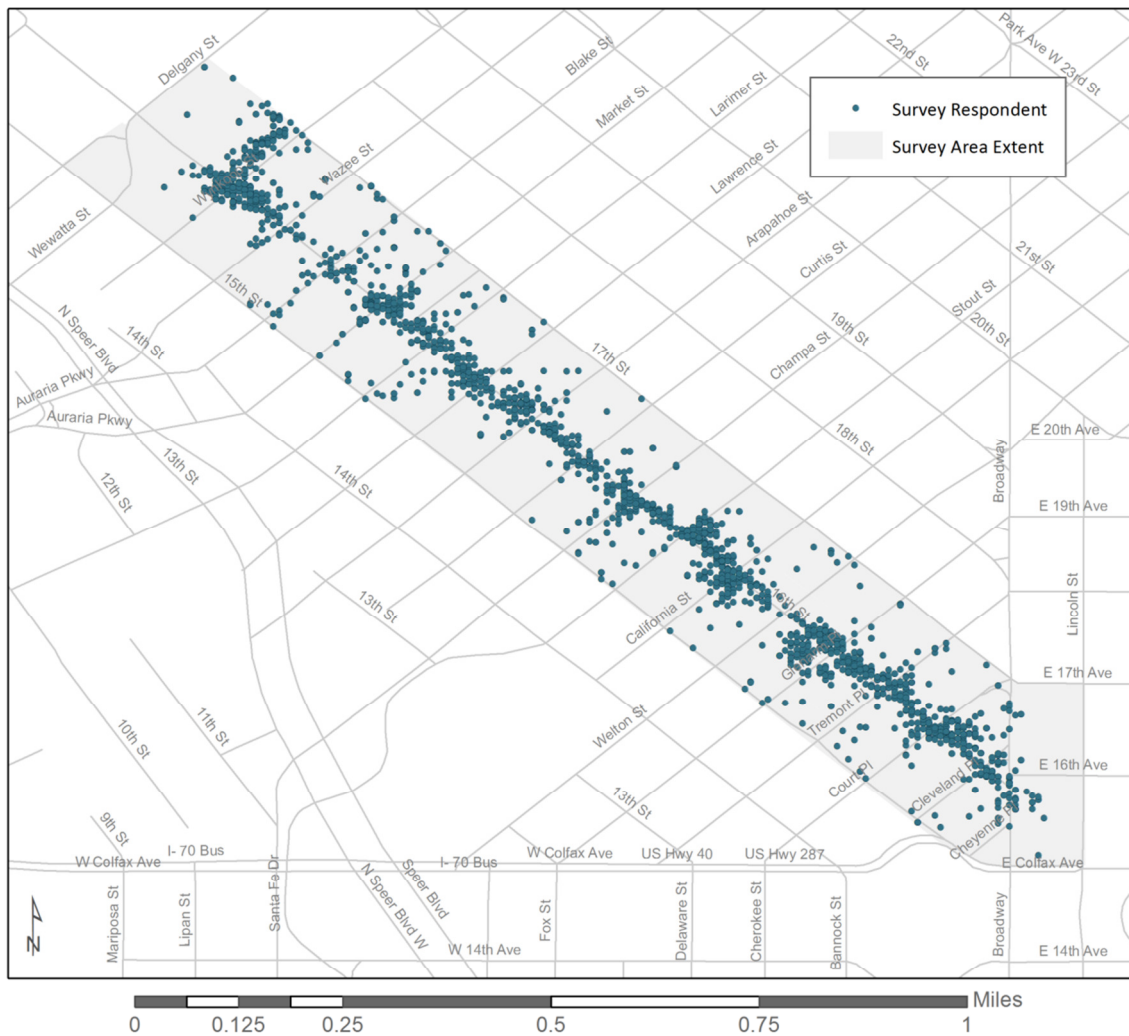 Delgany St
Blake St
22nd St
Park Ave W
23rd St
Market St
Larimer St
Survey Respondent
Survey Area Extent
Wazee St
Lawrence St
Wewatta St
Arapahoe St
Curtis St
21st St
15th St
N Speer Blvd
14th St
Stout St
20th St
19th St
17th St
Champa St
Auraria Pkwy
Auraria Pkwy
E 20th Ave
Broadway
18th St
13th St
12th St
14th St
E 19th Ave
13th St
California St
16th St
Lincoln St
E 17th Ave
11th St
10th St
Welton St
Tremont Pl
Court Pl
E 16th Ave
13th St
Cleveland Pl
9th St
Cheyenne Pl
I- 70 Bus
W Colfax Ave
I- 70 Bus
W Colfax Ave
US Hwy 40
US Hwy 287
E Colfax Ave
Mariposa St
Lipan St
Santa Fe Dr
N Speer Blvd W
Speer Blvd
Fox St
Delaware St
Cherokee St
Bannock St
Broadway
W 14th Ave
E 14th Ave
N
Miles
0
0.125
0.25
0.5
0.75
1